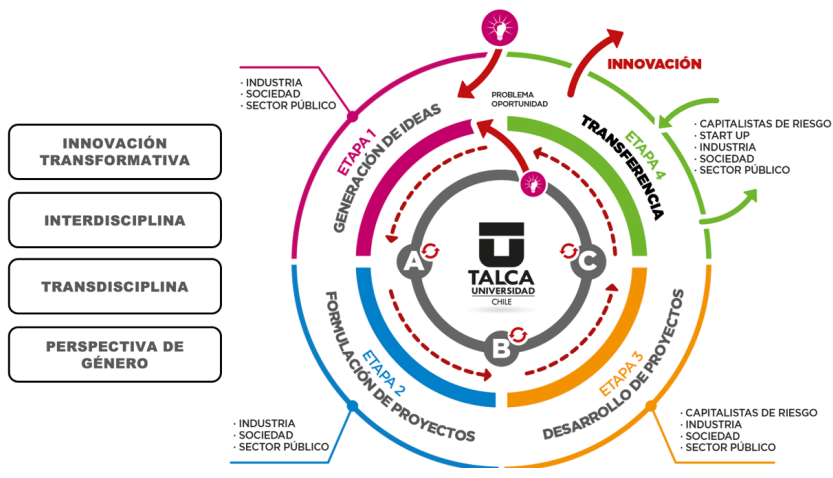 INNOVACIÓN
TRANSFORMATIVA
INTERDISCIPLINA
TRANSDISCIPLINA
PERSPECTIVA DE
GÉNERO
· INDUSTRIA
· SOCIEDAD
· SECTOR PÚBLICO
PROBLEMA
OPORTUNIDAD
INNOVACIÓN
ETAPA 1
GENERACIÓN DE IDEAS
ETAPA 4
TRANSFERENCIA
· CAPITALISTAS DE RIESGO
· START UP
· INDUSTRIA
· SOCIEDAD
· SECTOR PÚBLICO
A
B
C
TALCA
UNIVERSIDAD
CHILE
ETAPA 2
FORMULACIÓN DE PROYECTOS
ETAPA 3
DESARROLLO DE PROYECTOS
· INDUSTRIA
· SOCIEDAD
· SECTOR PÚBLICO
· CAPITALISTAS DE RIESGO
· INDUSTRIA
· SOCIEDAD
· SECTOR PÚBLICO